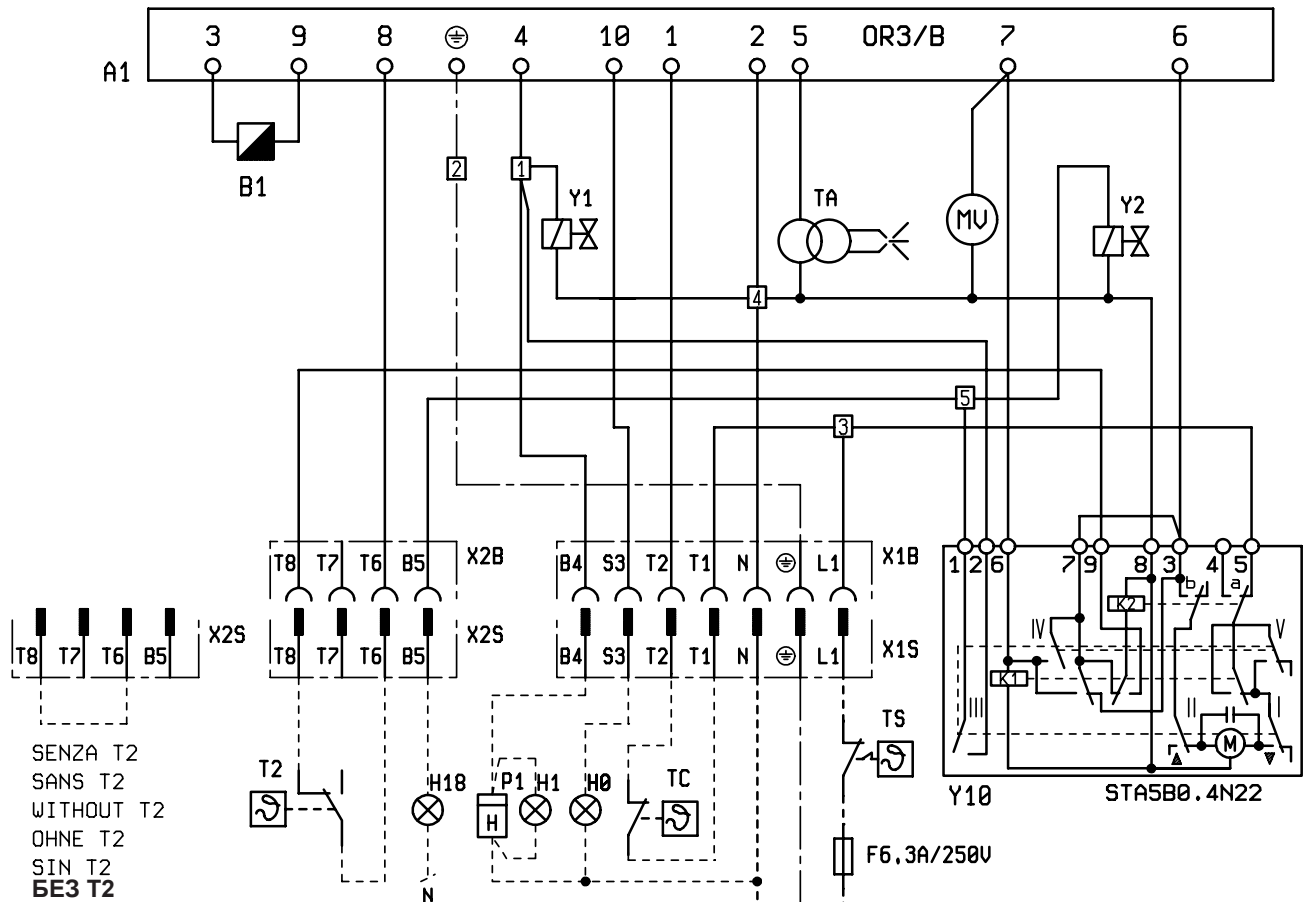 3 9 8 4 10 1 2 5 OR3/B 7 6
A1
2 1
B1 Y1 TA MV Y2
4
5
3
T8 T7 T6 B5 X2B B4 S3 T2 T1 N L1 X1B
1 2 6 7 9 8 3 4 5
b a
K2
X2S X2S X1S
T8 T7 T6 B5 T8 T7 T6 B5 B4 S3 T2 T1 N L1
IV V
K1
III II I
M
SENZA T2
SANS T2
WITHOUT T2
OHNE T2
SIN T2
БЕЗ T2
T2 H18 P1 H1 H0 TC TS
H
N
F6,3A/250V
Y10 STA5B0.4N22